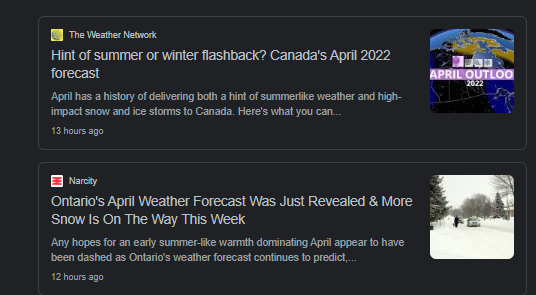 The Weather Network
Hint of summer or winter flashback? Canada's April 2022
forecast
April has a history of delivering both a hint of summerlike weather and high-
impact snow and ice storms to Canada. Here's what you can...
13 hours ago
APRIL OUTLOO
2022
Narcity
Ontario's April Weather Forecast Was Just Revealed & More
Snow Is On The Way This Week
Any hopes for an early summer-like warmth dominating April appear to have
been dashed as Ontario's weather forecast continues to predict,...
12 hours ago